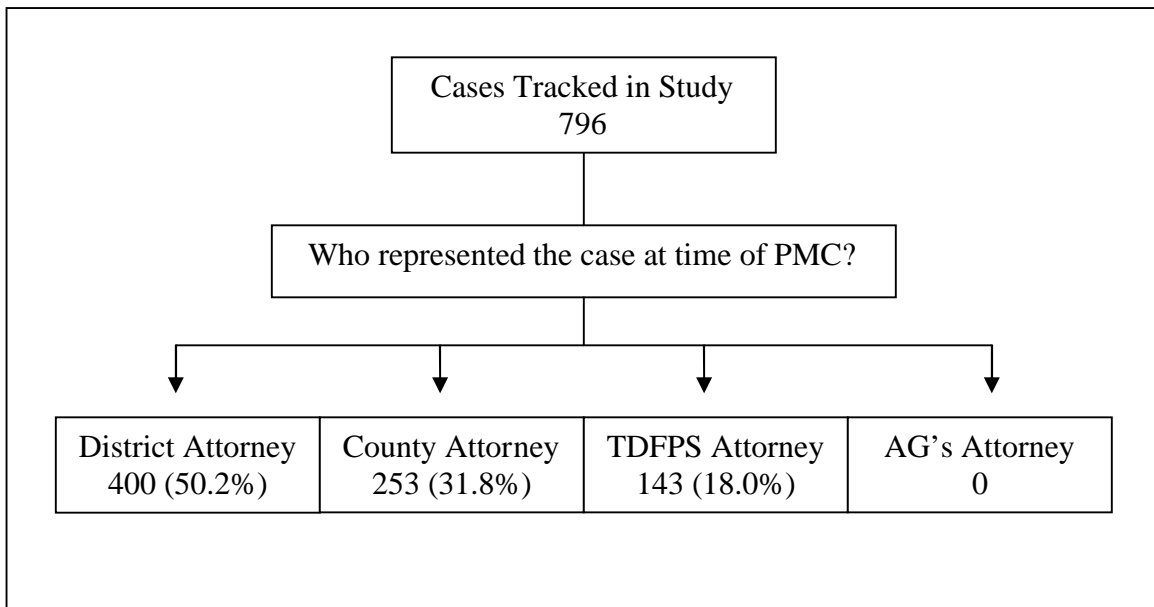 Cases Tracked in Study
796
Who represented the case at time of PMC?
District Attorney
400 (50.2%)
County Attorney
253 (31.8%)
TDFPS Attorney
143 (18.0%)
AG’s Attorney
0